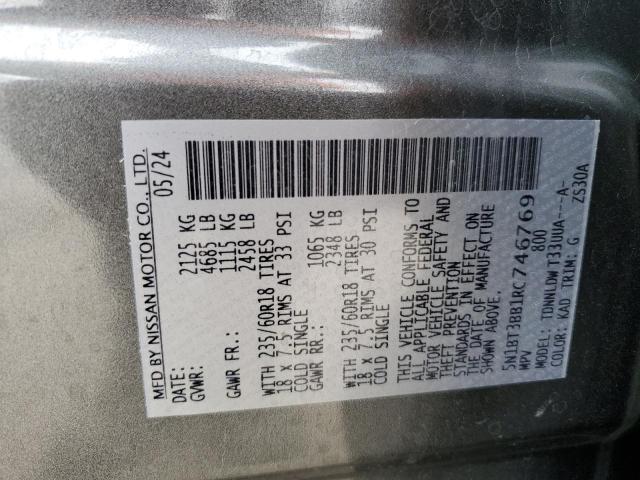 MFD BY NISSAN MOTOR CO., LTD.
DATE: 05/24
GVWR: 2125 KG
4685 LB
GAWR FR.: 1115 KG
2458 LB
WITH 235/60R18 TIRES
18 X 7.5 RIMS AT 33 PSI
COLD SINGLE
GAWR RR.: 1065 KG
2348 LB
WITH 235/60R18 TIRES
18 X 7.5 RIMS AT 30 PSI
COLD SINGLE
THIS VEHICLE CONFORMS TO
ALL APPLICABLE FEDERAL
MOTOR VEHICLE SAFETY AND
THEFT PREVENTION
STANDARDS IN EFFECT ON
THE DATE OF MANUFACTURE
SHOWN ABOVE.
5N1BT3BB1RC746769
MPV 800
MODEL: TDNNLDW T33UUA---A-
COLOR: KAD TRIM: G ZS30A